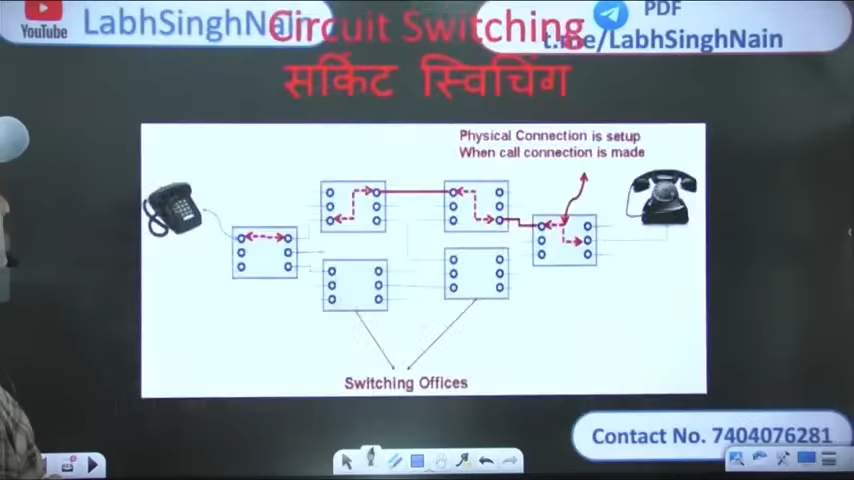 YouTube
LabhSinghNain
Circuit Switching
PDF
t.me/LabhSinghNain
सर्किट स्विचिंग
Physical Connection is setup
When call connection is made
Switching Offices
Contact No. 7404076281